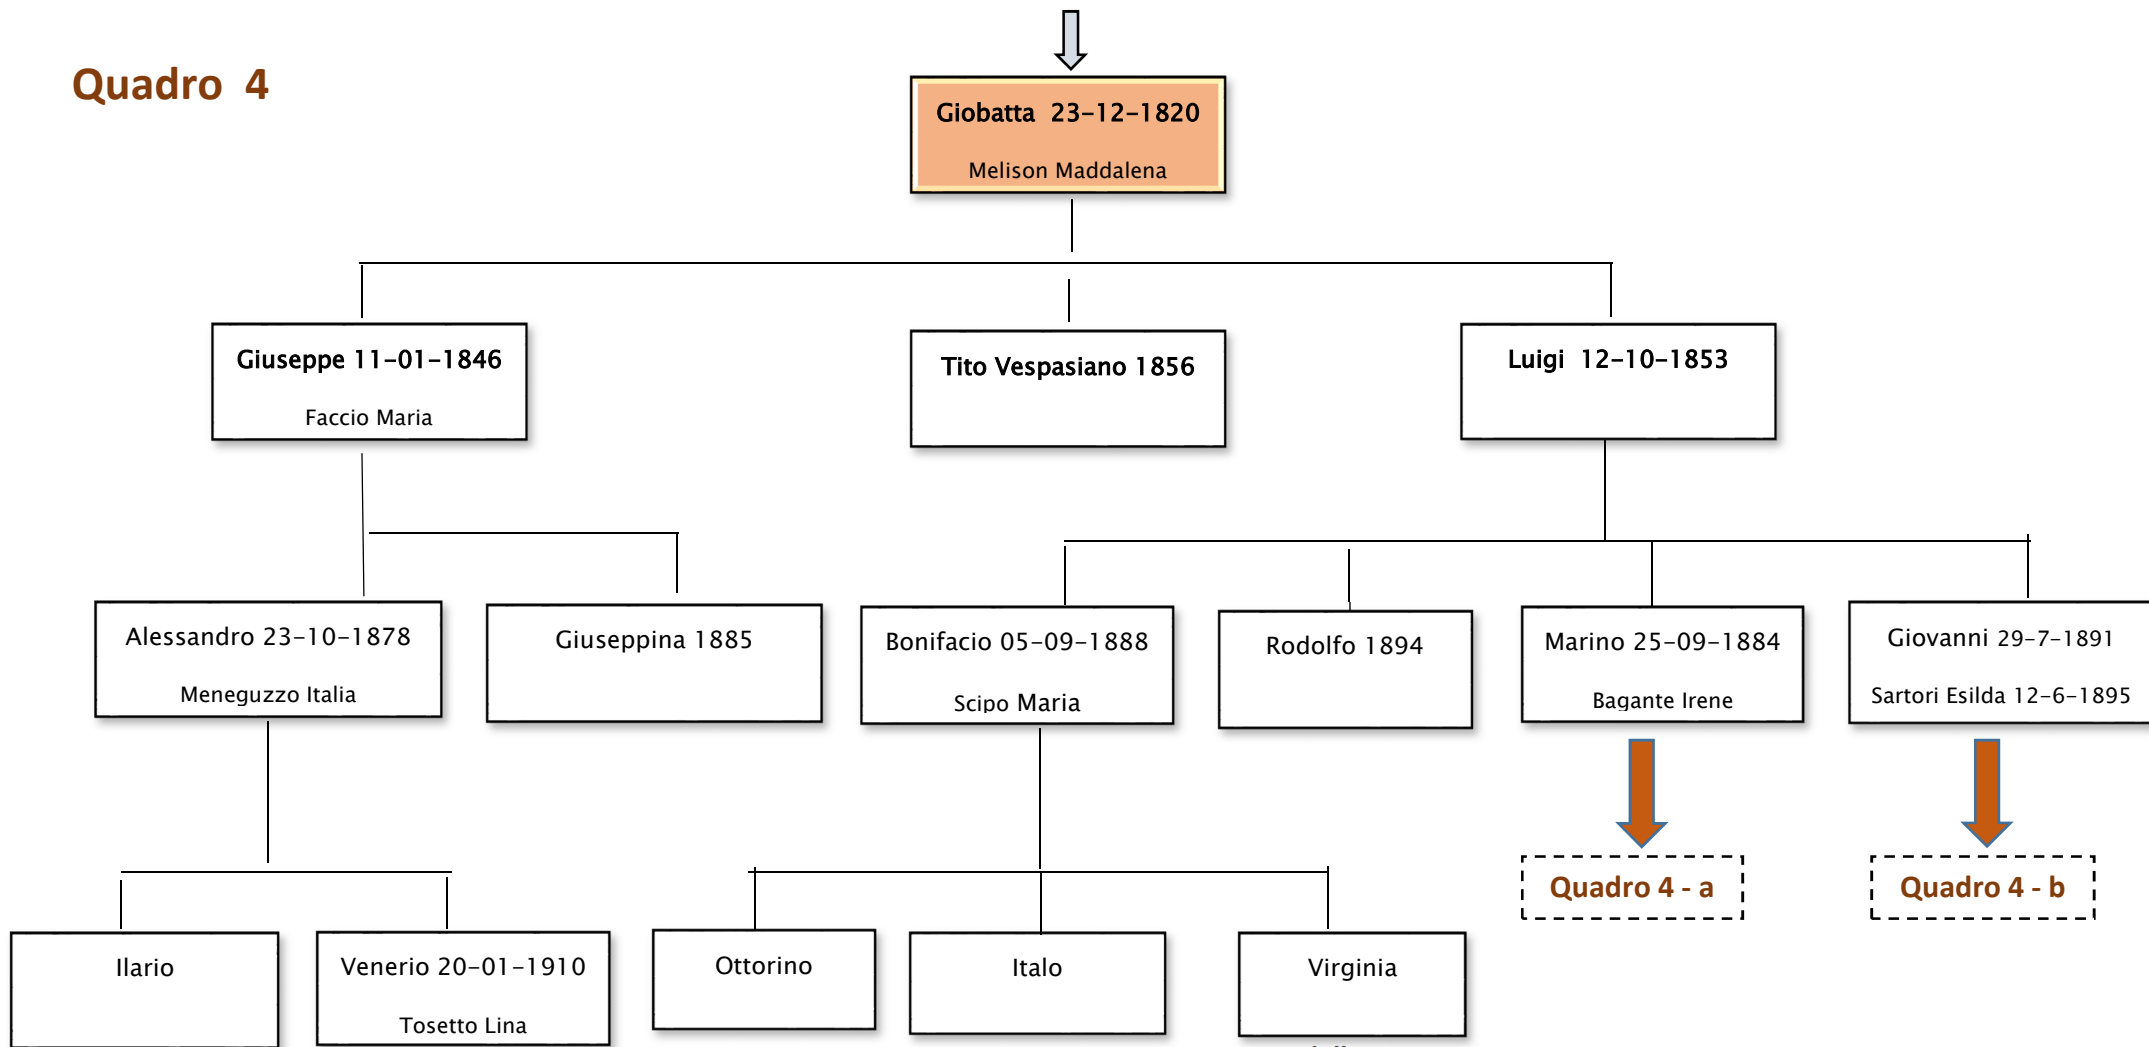 Quadro 4
Giobatta 23-12-1820
Melison Maddalena
Giuseppe 11-01-1846
Faccio Maria
Tito Vespasiano 1856
Luigi 12-10-1853
Alessandro 23-10-1878
Meneguzzo Italia
Giuseppina 1885
Bonifacio 05-09-1888
Scipo Maria
Rodolfo 1894
Marino 25-09-1884
Bagante Irene
Giovanni 29-7-1891
Sartori Esilda 12-6-1895
Quadro 4 - a
Quadro 4 - b
Ilario
Venerio 20-01-1910
Tosetto Lina
Ottorino
Italo
Virginia